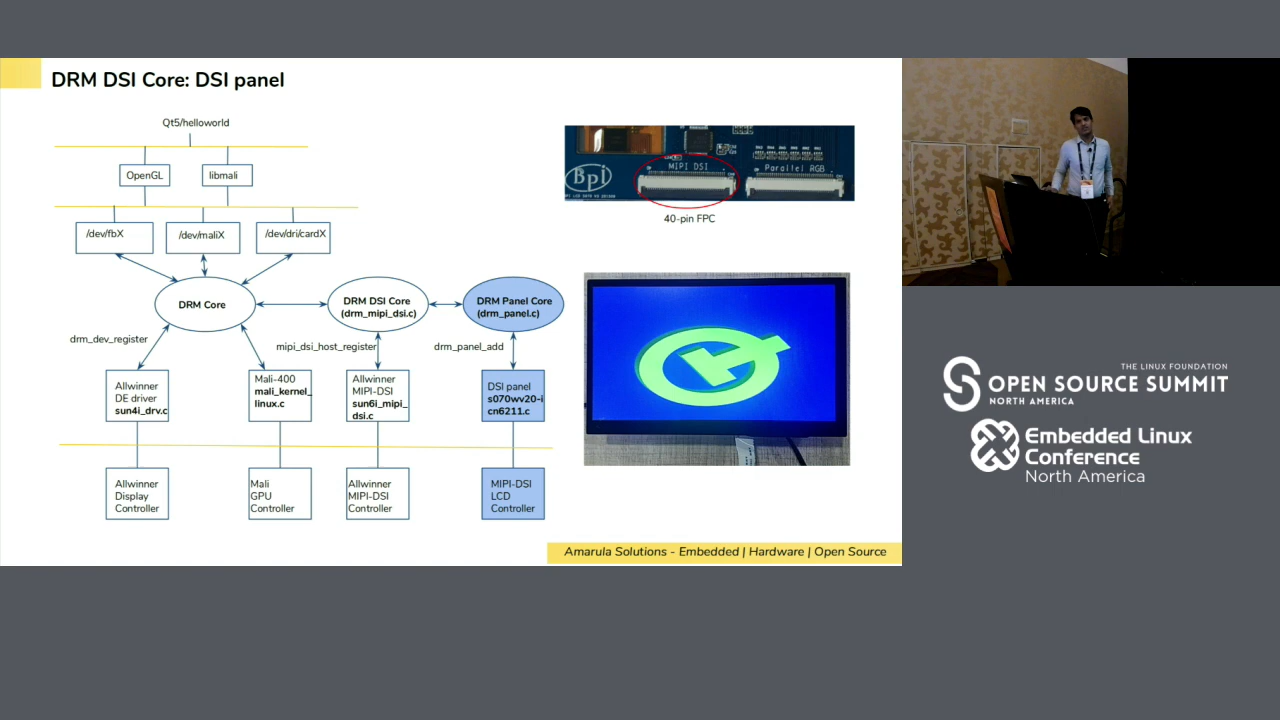 DRM DSI Core: DSI panel
Qt5/helloworld
OpenGL
libmali
/dev/fbX
/dev/maliX
/dev/dri/cardX
DRM Core
DRM DSI Core
(drm_mipi_dsi.c)
DRM Panel Core
(drm_panel.c)
drm_dev_register
mipi_dsi_host_register
drm_panel_add
Allwinner
DE driver
sun4i_drv.c
Mali-400
mali_kernel_
linux.c
Allwinner
MIPI-DSI
sun6i_mipi_
dsi.c
DSI panel
s070wv20-i
cn6211.c
Allwinner
Display
Controller
Mali
GPU
Controller
Allwinner
MIPI-DSI
Controller
MIPI-DSI
LCD
Controller
Bpi
MIPI DSI
Parallel RGB
40-pin FPC
Amarula Solutions - Embedded | Hardware | Open Source
THE LINUX FOUNDATION
OPEN SOURCE SUMMIT
NORTH AMERICA
Embedded Linux
Conference
North America